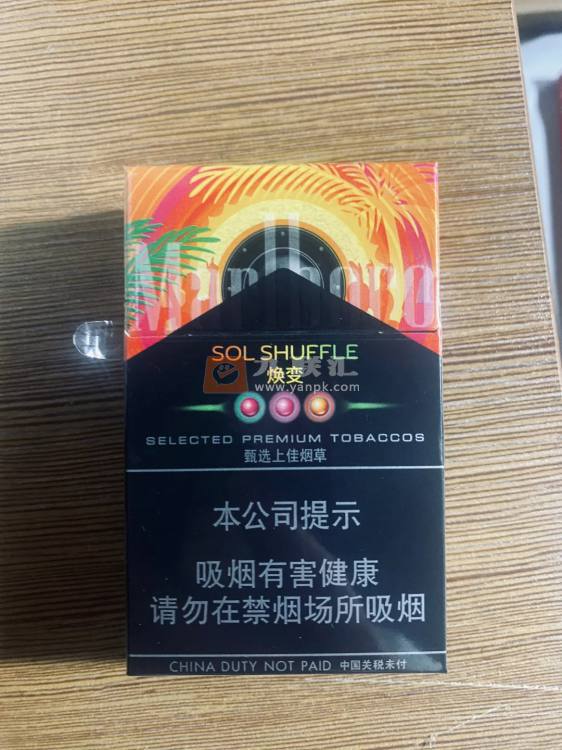 Marlboro
SOL SHUFFLE
焕变
www.yanpk.com
SELECTED PREMIUM TOBACCOS
甄选上佳烟草
本公司提示
吸烟有害健康
请勿在禁烟场所吸烟
CHINA DUTY NOT PAID 中国关税未付